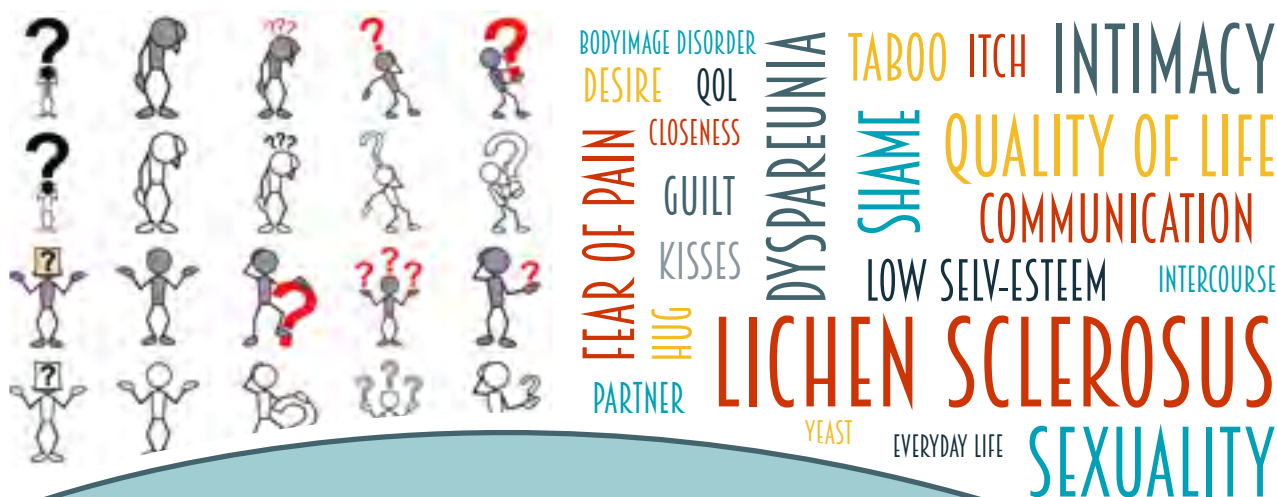 ?
???
?
?
?
???
?
?
?
?
? ? ?
?
?
? ? ?
?
BODYIMAGE DISORDER
DESIRE
QOL
CLOSENESS
FEAR OF PAIN
GUILT
KISSES
HUG
PARTNER
DYSPAREUNIA
TABOO
ITCH
INTIMACY
SHAME
QUALITY OF LIFE
COMMUNICATION
LOW SELV-ESTEEM
INTERCOURSE
LICHEN SCLEROSUS
YEAST
EVERYDAY LIFE
SEXUALITY